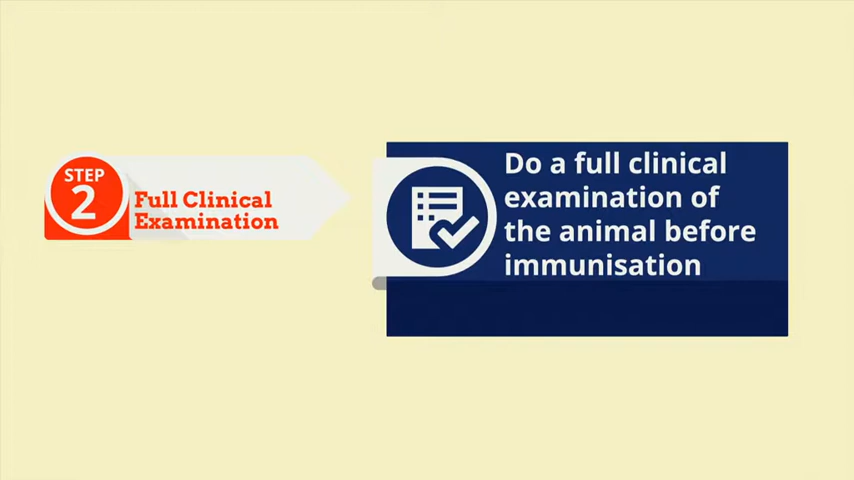 STEP
2
Full Clinical
Examination
Do a full clinical
examination of
the animal before
immunisation